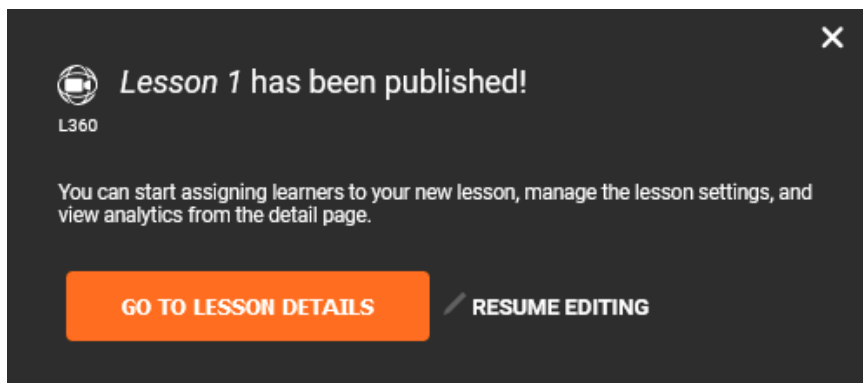 Lesson 1 has been published!
L360
You can start assigning learners to your new lesson, manage the lesson settings, and
view analytics from the detail page.
GO TO LESSON DETAILS
RESUME EDITING